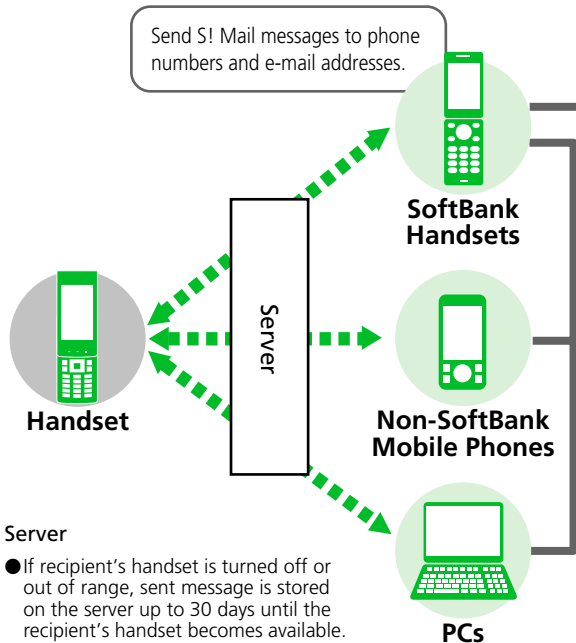 Send S! Mail messages to phone
numbers and e-mail addresses.
SoftBank
Handsets
Server
Handset
Non-SoftBank
Mobile Phones
Server
●If recipient's handset is turned off or
out of range, sent message is stored
on the server up to 30 days until the
recipient's handset becomes available.
PCs